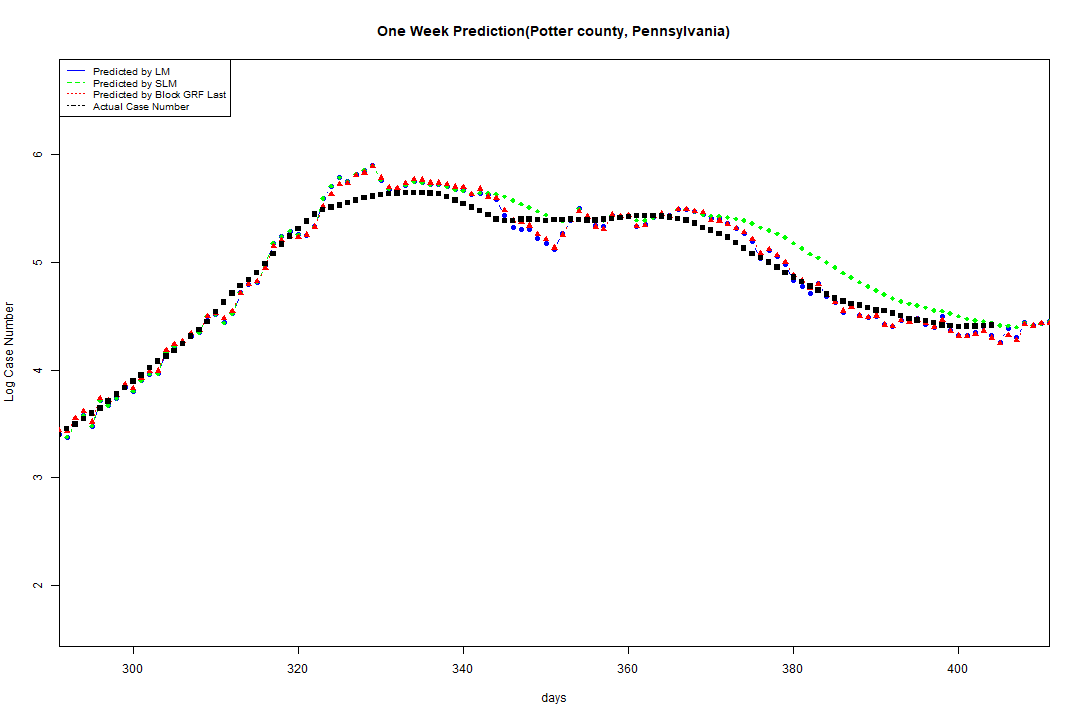 One Week Prediction(Potter county, Pennsylvania)
Predicted by LM
Predicted by SLM
Predicted by Block GRF Last
Actual Case Number
6
5
4
3
2
Log Case Number
300 320 340 360 380 400
days